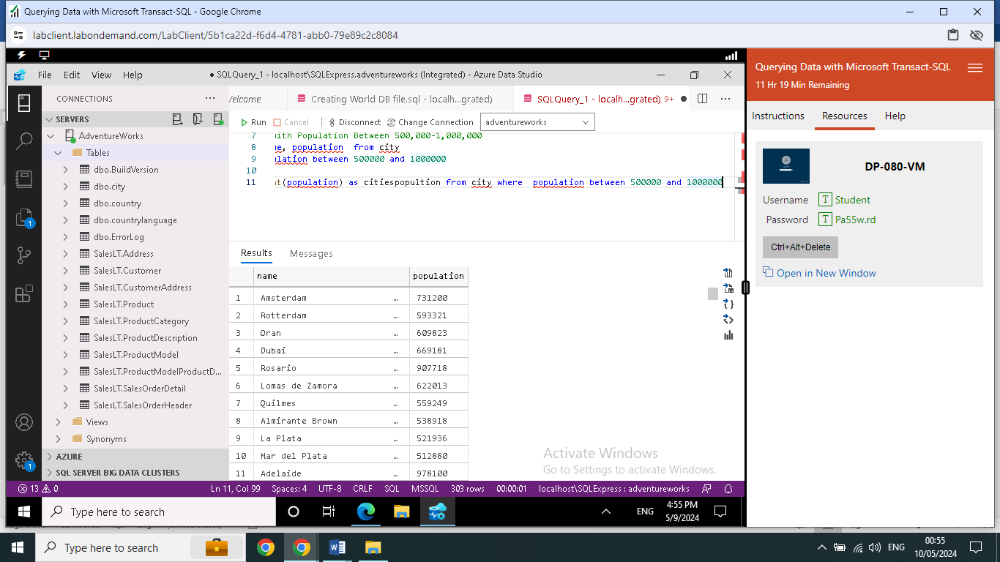 Querying Data with Microsoft Transact-SQL - Google Chrome
labclient.labondemand.com/LabClient/5b1ca22d-f6d4-4781-abb0-79e89c2c8084
File Edit View Help
● SQLQuery_1 - localhost\SQLExpress.adventureworks (Integrated) - Azure Data Studio
CONNECTIONS
SERVERS
AdventureWorks
Tables
dbo.BuildVersion
dbo.city
dbo.country
dbo.countrylanguage
dbo.ErrorLog
SalesLT.Address
SalesLT.Customer
SalesLT.CustomerAddress
SalesLT.Product
SalesLT.ProductCategory
SalesLT.ProductDescription
SalesLT.ProductModel
SalesLT.ProductModelProductD...
SalesLT.SalesOrderDetail
SalesLT.SalesOrderHeader
Views
Synonyms
AZURE
SQL SERVER BIG DATA CLUSTERS
1
1
elcome
Creating World DB file.sql - localh...grated)
SQLQuery_1 - localh...grated) 9+
Run Cancel Disconnect Change Connection adventureworks
7 ith Population Between 500,000-1,000,000
8 e, population from city
9 lation between 500000 and 1000000
10
11 t(population) as citiespopultion from city where population between 500000 and 1000000
Results Messages
name population
1 Amsterdam ... 731200
2 Rotterdam ... 593321
3 Oran ... 609823
4 Dubai ... 669181
5 Rosario ... 907718
6 Lomas de Zamora ... 622013
7 Quilmes ... 559249
8 Almirante Brown ... 538918
9 La Plata ... 521936
10 Mar del Plata ... 512880
11 Adelaide ... 978100
Activate Windows
Go to Settings to activate Windows.
13 0 Ln 11, Col 99 Spaces: 4 UTF-8 CRLF SQL MSSQL 303 rows 00:00:01 localhost\SQLExpress : adventureworks
Type here to search
ENG
4:55 PM
5/9/2024
Querying Data with Microsoft Transact-SQL
11 Hr 19 Min Remaining
Instructions Resources Help
DP-080-VM
Username T Student
Password T Pa55w.rd
Ctrl+Alt+Delete
Open in New Window
Type here to search
ENG
00:55
10/05/2024